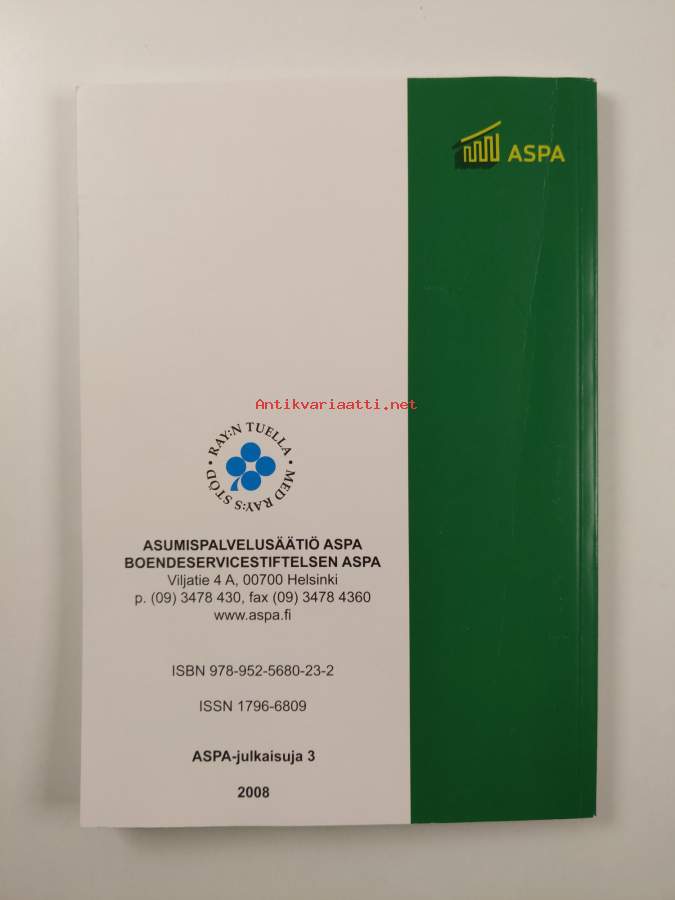 ASPA
Antikvariaatti.net
• RAY:N TUELLA •
MED RAY:S STÖD
ASUMISPALVELUSÄÄTIÖ ASPA
BOENDESERVICESTIFTELSEN ASPA
Viljatie 4 A, 00700 Helsinki
p. (09) 3478 430, fax (09) 3478 4360
www.aspa.fi
ISBN 978-952-5680-23-2
ISSN 1796-6809
ASPA-julkaisuja 3
2008